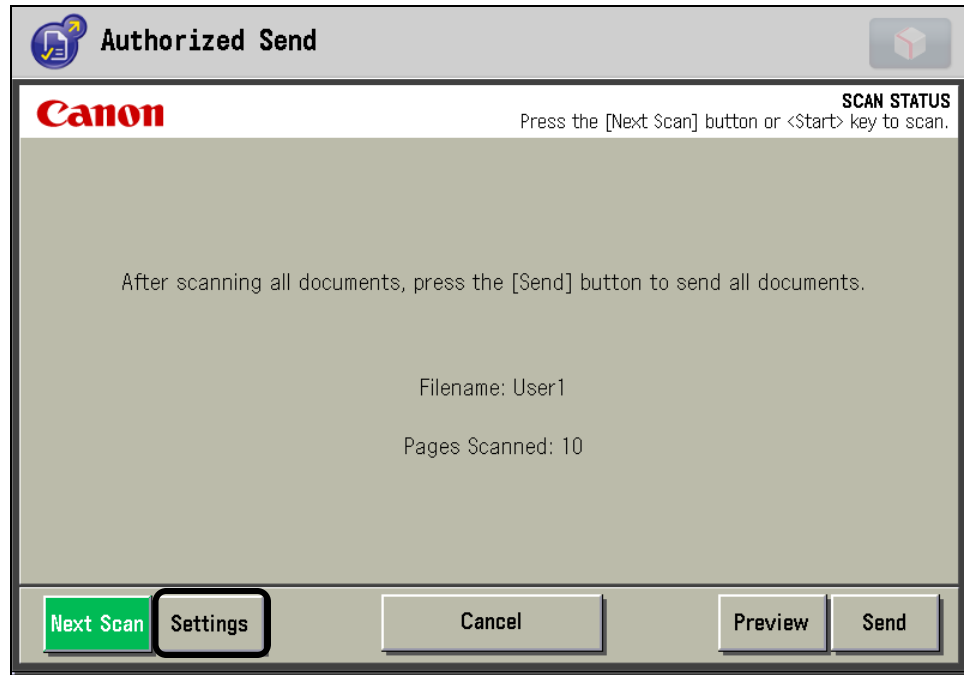 Authorized Send
Canon
SCAN STATUS
Press the [Next Scan] button or <Start> key to scan.
After scanning all documents, press the [Send] button to send all documents.
Filename: User1
Pages Scanned: 10
Next Scan
Settings
Cancel
Preview
Send